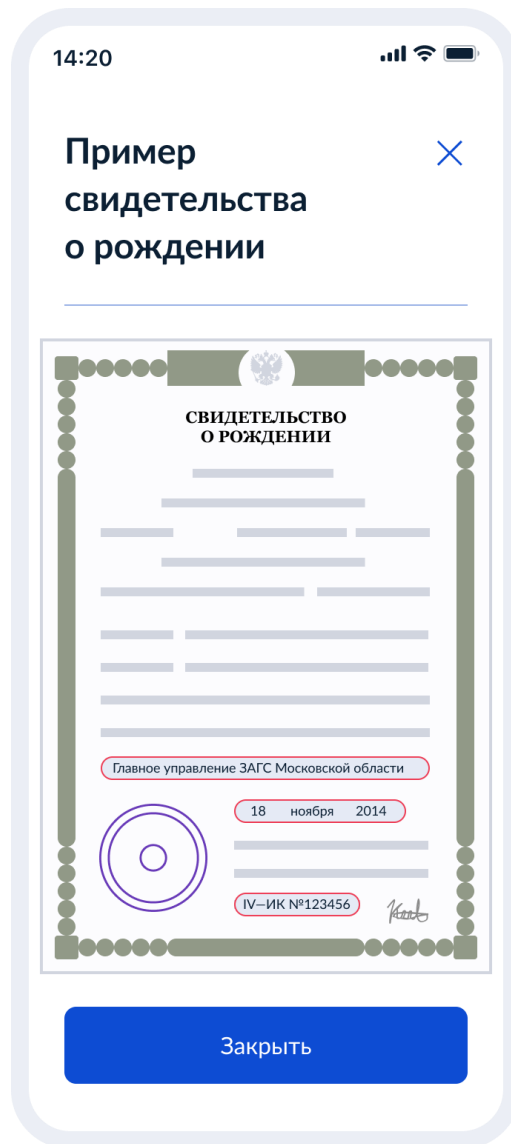 14:20
Пример
свидетельства
о рождении
СВИДЕТЕЛЬСТВО
О РОЖДЕНИИ
Главное управление ЗАГС Московской области
18 ноября 2014
IV–ИК №123456
Закрыть